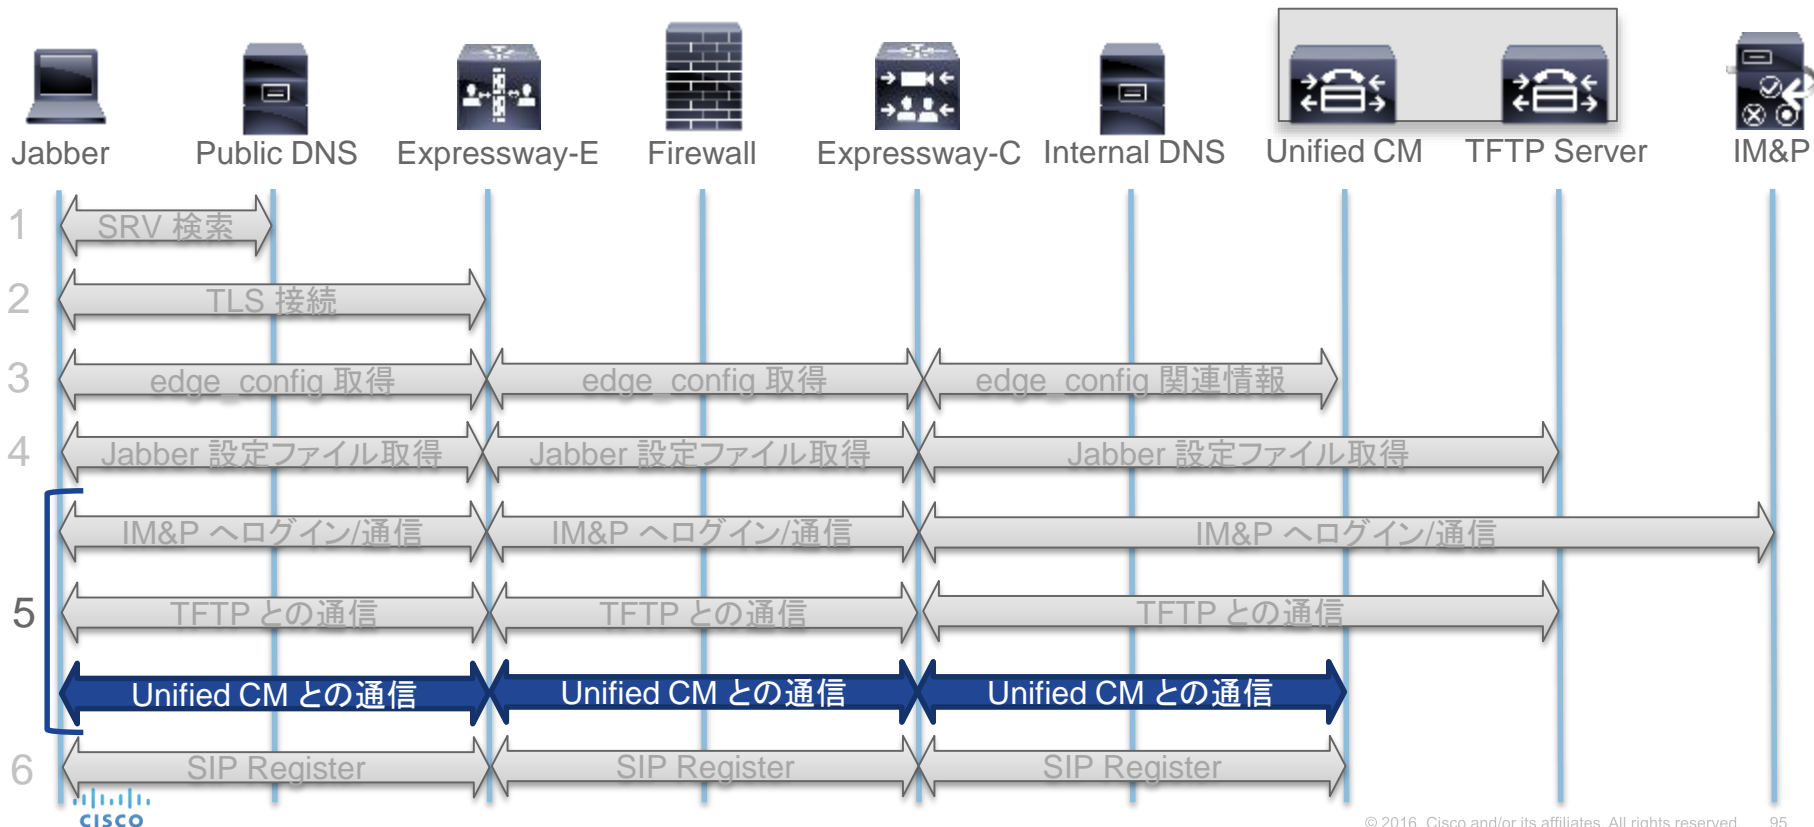 Jabber
Public DNS
Expressway-E
Firewall
Expressway-C
Internal DNS
Unified CM
TFTP Server
IM&P
1
SRV 検索
2
TLS 接続
3
edge_config 取得
edge_config 取得
edge_config 関連情報
4
Jabber 設定ファイル取得
Jabber 設定ファイル取得
Jabber 設定ファイル取得
5
IM&P へログイン/通信
IM&P へログイン/通信
IM&P へログイン/通信
TFTP との通信
TFTP との通信
TFTP との通信
Unified CM との通信
Unified CM との通信
Unified CM との通信
6
SIP Register
SIP Register
SIP Register
CISCO
© 2016 Cisco and/or its affiliates. All rights reserved. 95